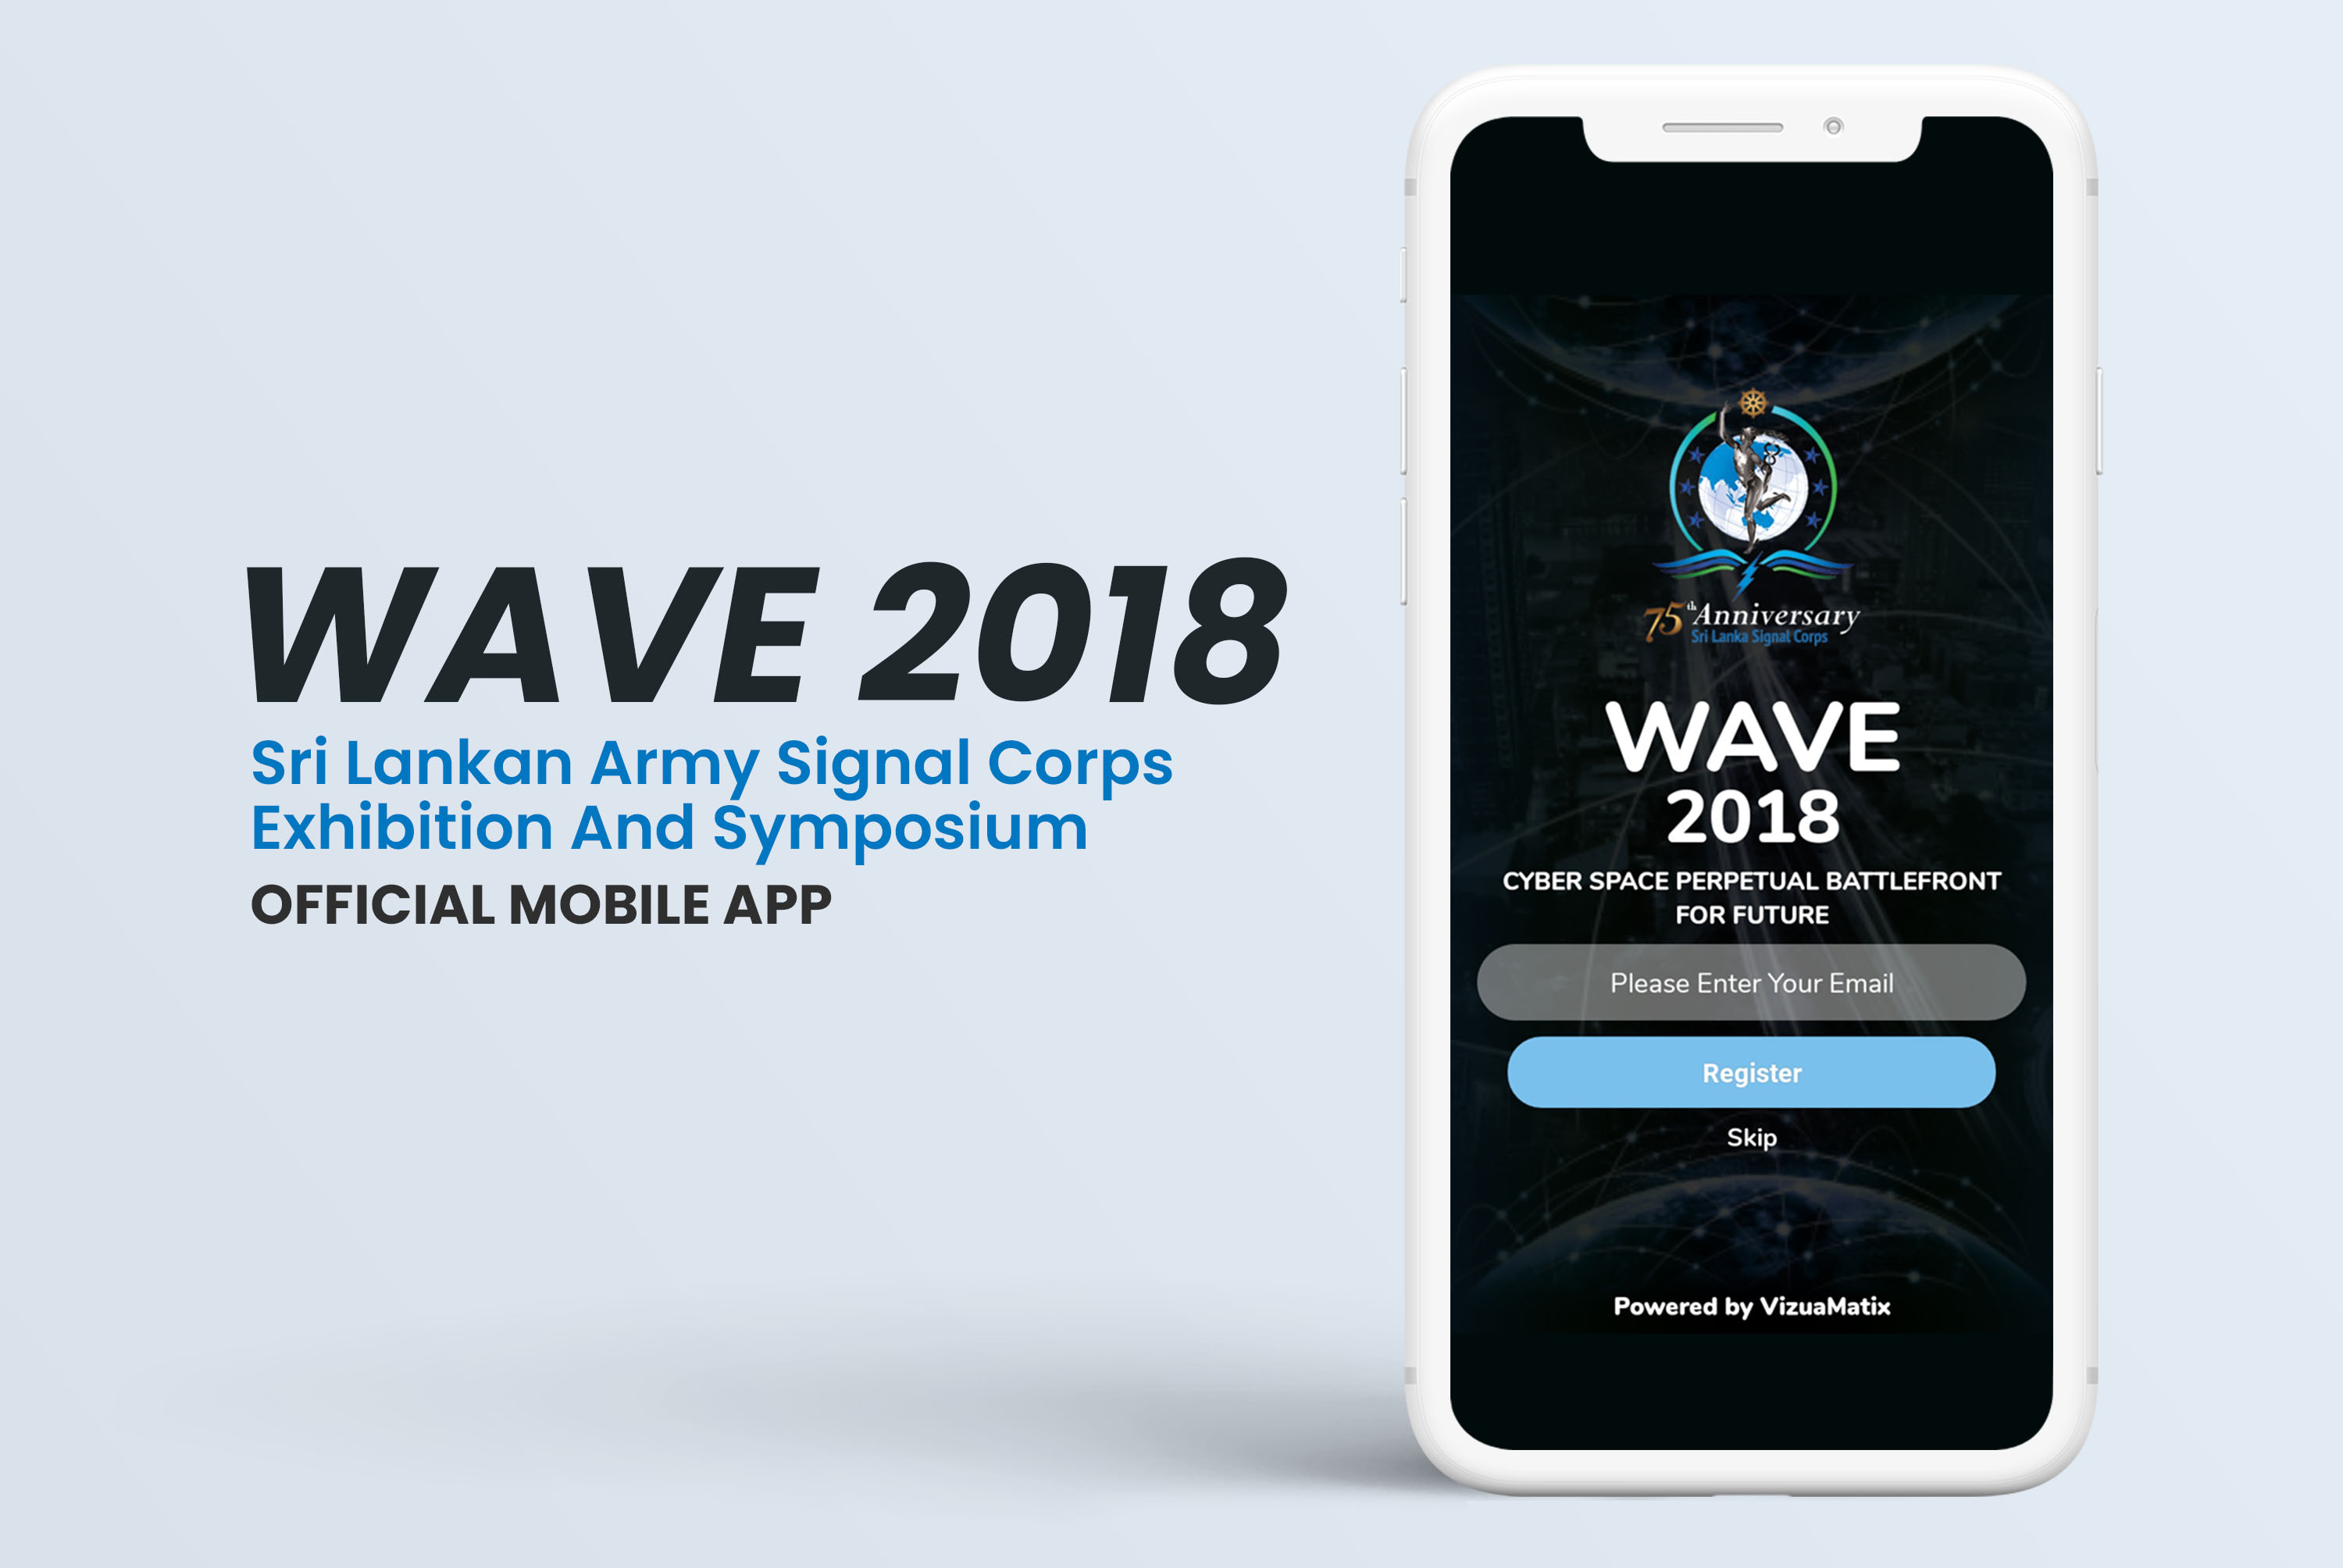 WAVE 2018
Sri Lankan Army Signal Corps
Exhibition And Symposium
OFFICIAL MOBILE APP
75th Anniversary
Sri Lanka Signal Corps
WAVE
2018
CYBER SPACE PERPETUAL BATTLEFRONT
FOR FUTURE
Please Enter Your Email
Register
Skip
Powered by VizuaMatix